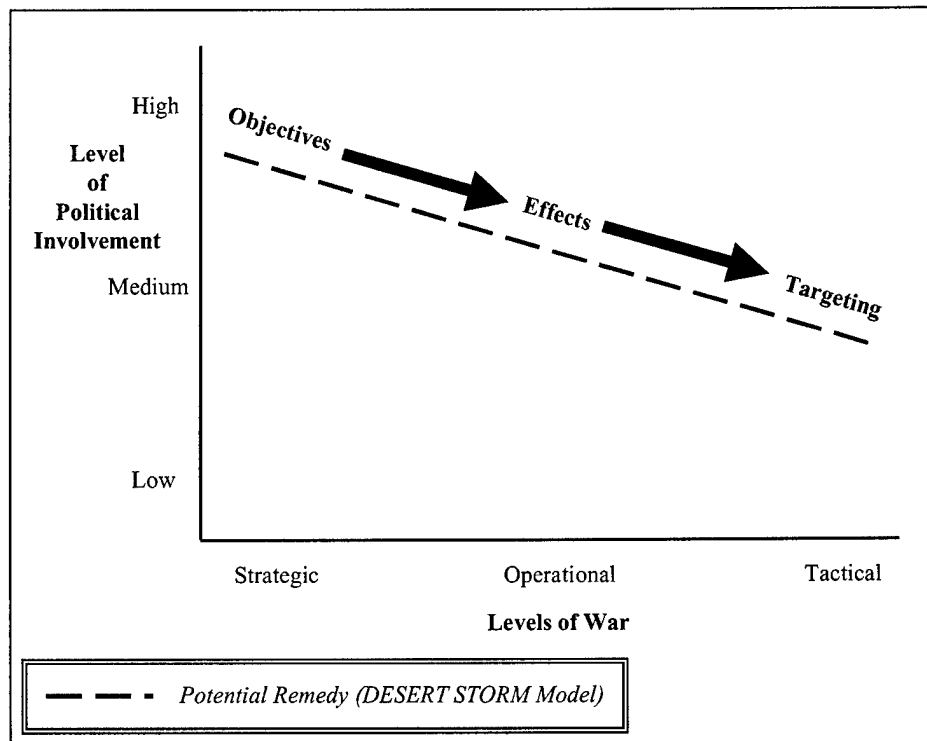 High
Objectives
Level
of
Political
Involvement
Effects
Medium
Targeting
Low
Strategic Operational Tactical
Levels of War
Potential Remedy (DESERT STORM Model)